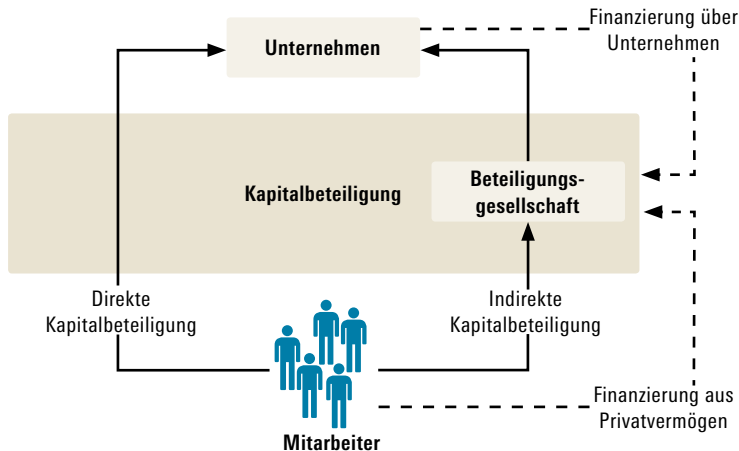 Finanzierung über
Unternehmen
Unternehmen
Kapitalbeteiligung
Beteiligungs-
gesellschaft
Direkte
Kapitalbeteiligung
Indirekte
Kapitalbeteiligung
Finanzierung aus
Privatvermögen
Mitarbeiter